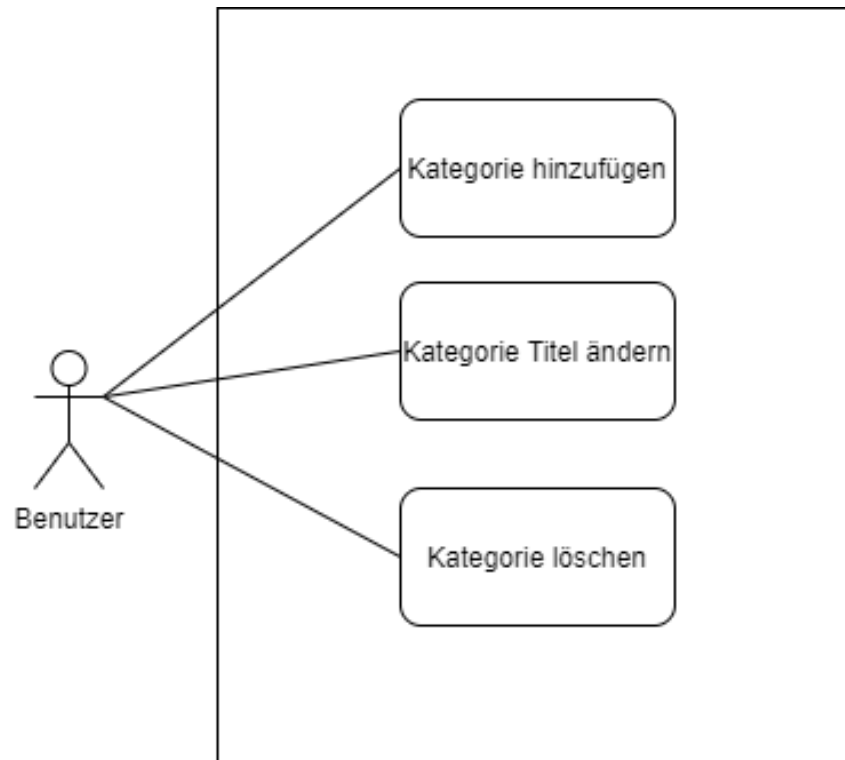 Kategorie hinzufügen
Kategorie Titel ändern
Benutzer
Kategorie löschen